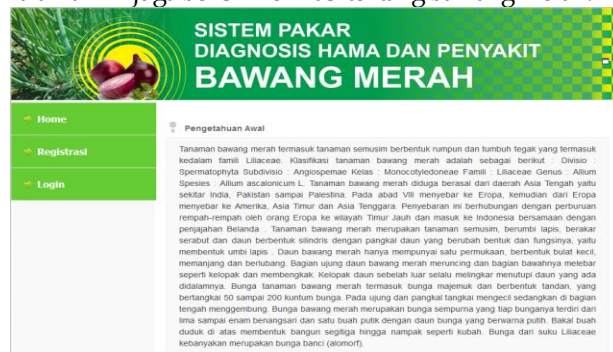 SISTEM PAKAR
DIAGNOSIS HAMA DAN PENYAKIT
BAWANG MERAH
Home
Registrasi
Login
Pengetahuan Awal
Tanaman bawang merah termasuk tanaman semusim berbentuk rumpun dan tumbuh tegak yang termasuk
kedalam famili Liliaceae. Klasifikasi tanaman bawang merah adalah sebagai berikut : Divisio :
Spermatophyta Subdivisio : Angiospemae Kelas : Monocotyledoneae Famili : Liliaceae Genus : Allium
Spesies : Allium ascalonicum L. Tanaman bawang merah diduga berasal dari daerah Asia Tengah yaitu
sekitar India, Pakistan sampai Palestina. Pada abad VIII menyebar ke Eropa, kemudian dari Eropa
menyebar ke Amerika, Asia Timur dan Asia Tenggara. Penyebaran ini berhubungan dengan perburuan
rempah-rempah oleh orang Eropa ke wilayah Timur Jauh dan masuk ke Indonesia bersamaan dengan
penjajahan Belanda . Tanaman bawang merah merupakan tanaman semusim, berumbi lapis, berakar
serabut dan daun berbentuk silindris dengan pangkal daun yang berubah bentuk dan fungsinya, yaitu
membentuk umbi lapis . Daun bawang merah hanya mempunyai satu permukaan, berbentuk bulat kecil,
memanjang dan berlubang. Bagian ujung daun bawang merah meruncing dan bagian bawahnya melebar
seperti kelopak dan membengkak. Kelopak daun sebelah luar selalu melingkar menutupi daun yang ada
didalamnya. Bunga tanaman bawang merah termasuk bunga majemuk dan berbentuk tandan, yang
bertangkai 50 sampai 200 kuntum bunga. Pada ujung dan pangkal tangkai mengecil sedangkan di bagian
tengah menggembung. Bunga bawang merah merupakan bunga sempurna yang tiap bunganya terdiri dari
lima sampai enam benangsari dan satu buah putik dengan daun bunga yang berwarna putih. Bakal buah
duduk di atas membentuk bangun segitiga hingga nampak seperti kubah. Bunga dari suku Liliaceae
kebanyakan merupakan bunga banci (alomorf)